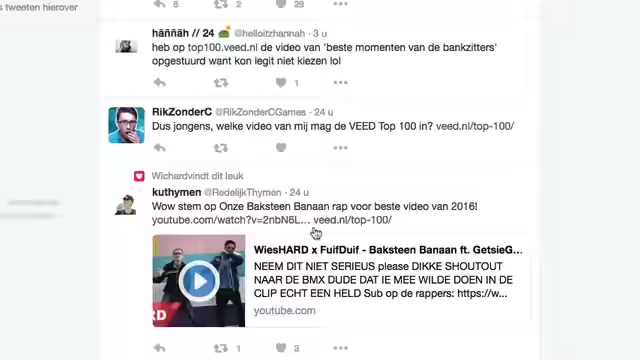 s tweeten hierover
8
2
29
hāññāh // 24 @helloitzhannah · 3 u
heb op top100.veed.nl de video van 'beste momenten van de bankzitters'
opgestuurd want kon legit niet kiezen lol
1
RikZonderC @RikZonderCGames · 24 u
Dus jongens, welke video van mij mag de VEED Top 100 in? veed.nl/top-100/
Wichardvindt dit leuk
kuthymen @RedelijkThymen · 24 u
Wow stem op Onze Baksteen Banaan rap voor beste video van 2016!
youtube.com/watch?v=2nbN6L... veed.nl/top-100/
WiesHARD x FuifDuif - Baksteen Banaan ft. GetsieG...
NEEM DIT NIET SERIEUS please DIKKE SHOUTOUT
NAAR DE BMX DUDE DAT IE MEE WILDE DOEN IN DE
CLIP ECHT EEN HELD Sub op de rappers: https://w...
youtube.com
RD
1
3